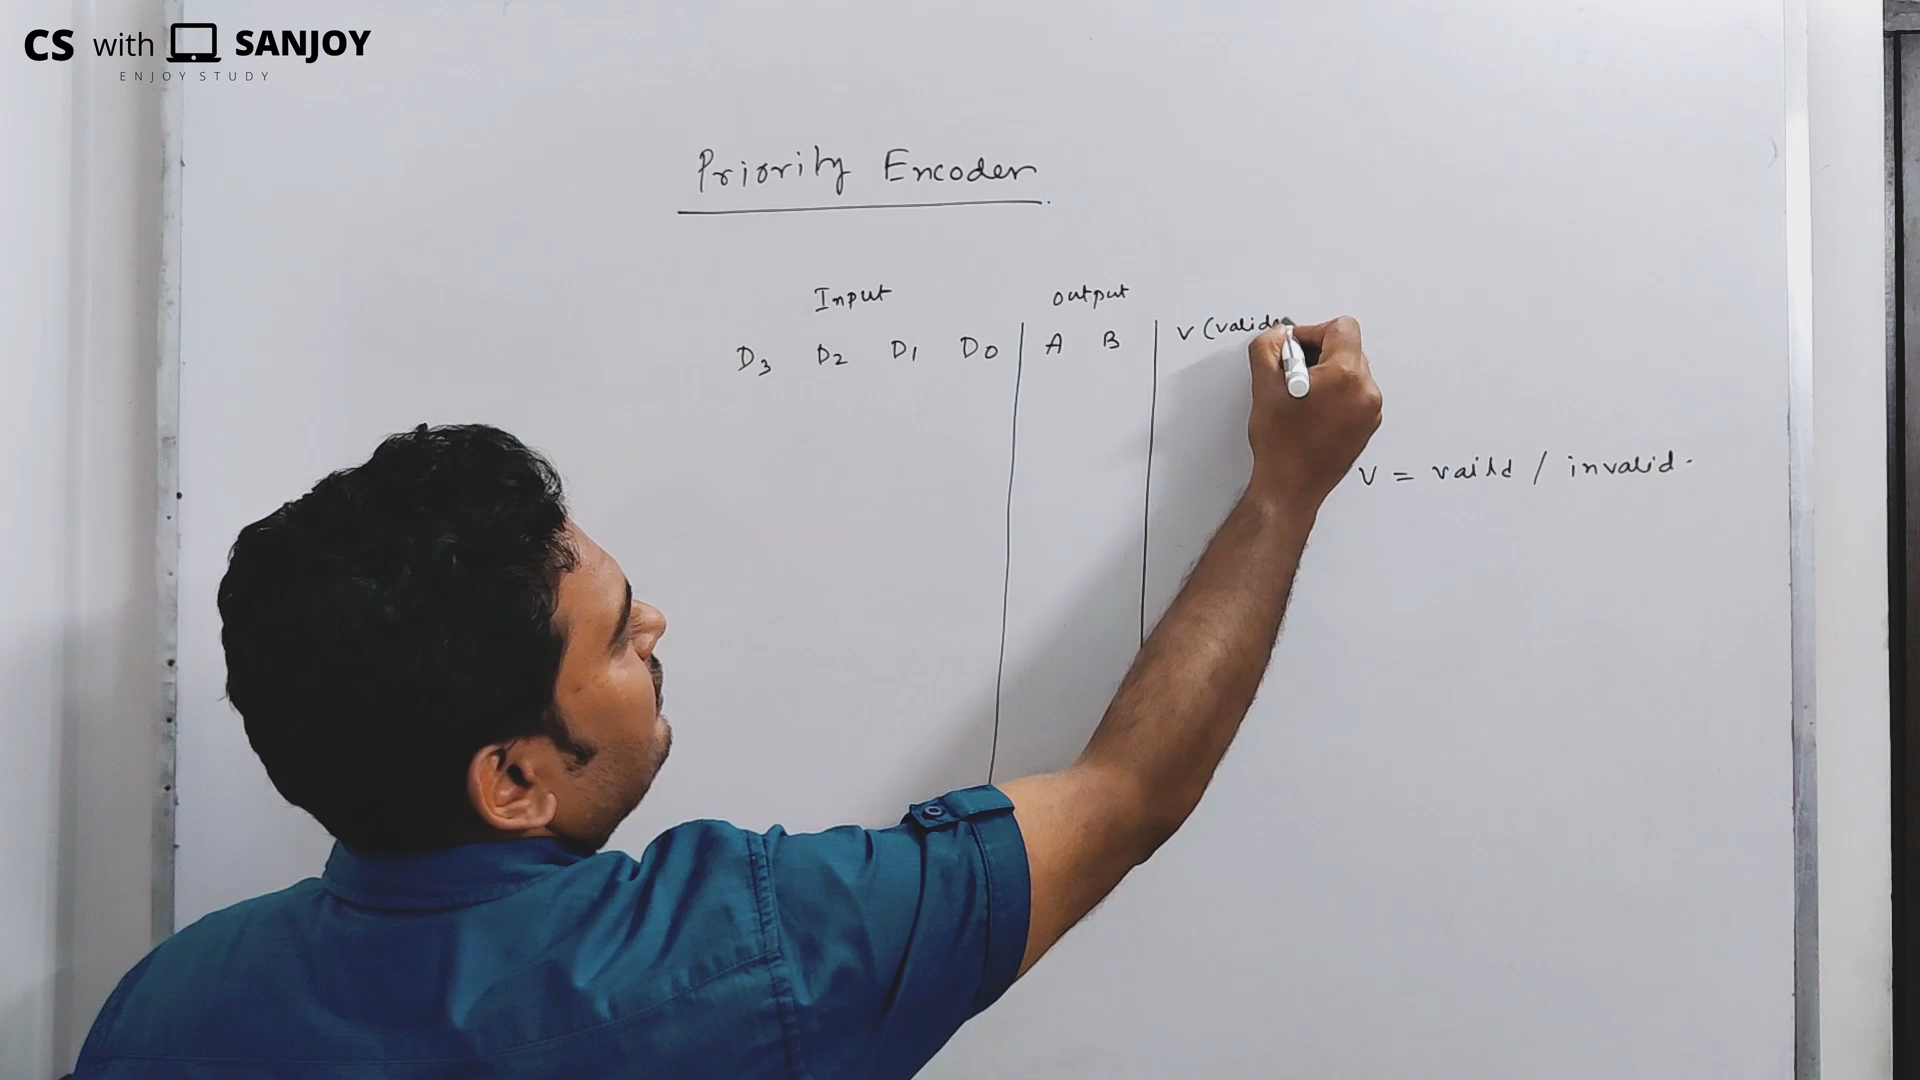 CS with SANJOY
ENJOY STUDY
Priority Encoder
Input output
D3 D2 D1 D0 A B V (valid
V = vaild / invalid.